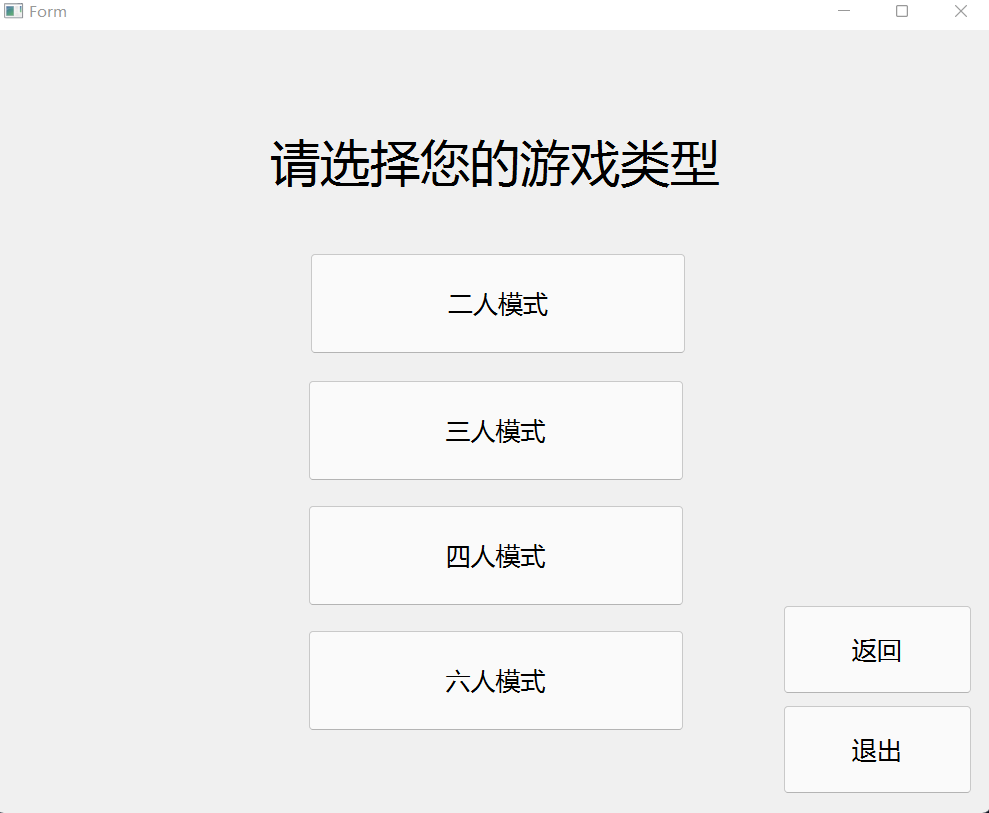 Form
请选择您的游戏类型
二人模式
三人模式
四人模式
六人模式
返回
退出